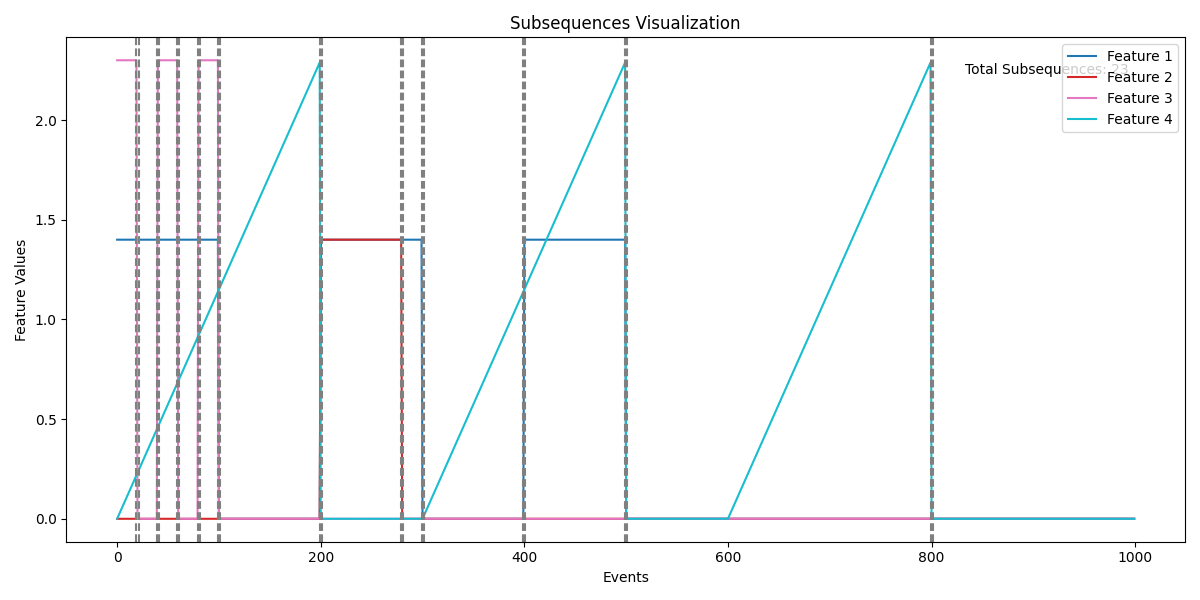 Subsequences Visualization
Feature Values
2.0
1.5
1.0
0.5
0.0
Total Subsequences: 23
Feature 1
Feature 2
Feature 3
Feature 4
0 200 400 600 800 1000
Events